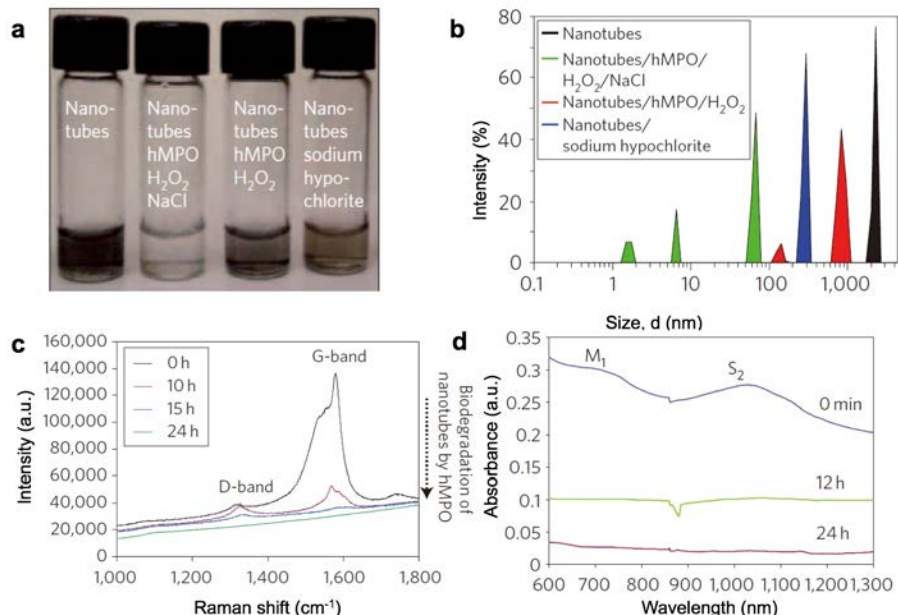 a
Nano-
tubes
Nano-
tubes
hMPO
H₂O₂
NaCl
Nano-
tubes
hMPO
H₂O₂
Nano-
tubes
sodium
hypo-
chlorite
b
80
60
40
20
0
Intensity (%)
Nanotubes
Nanotubes/hMPO/
H₂O₂/NaCl
Nanotubes/hMPO/H₂O₂
Nanotubes/
sodium hypochlorite
0.1
1
10
100
1,000
Size, d (nm)
c
160,000
140,000
120,000
100,000
80,000
60,000
40,000
20,000
0
Intensity (a.u.)
0 h
10 h
15 h
24 h
G-band
D-band
1,000
1,200
1,400
1,600
1,800
Raman shift (cm⁻¹)
Biodegradation of
nanotubes by hMPO
d
0.35
0.3
0.25
0.2
0.15
0.1
0.05
0
Absorbance (a.u.)
M₁
S₂
0 min
12 h
24 h
600
700
800
900
1,000
1,100
1,200
1,300
Wavelength (nm)